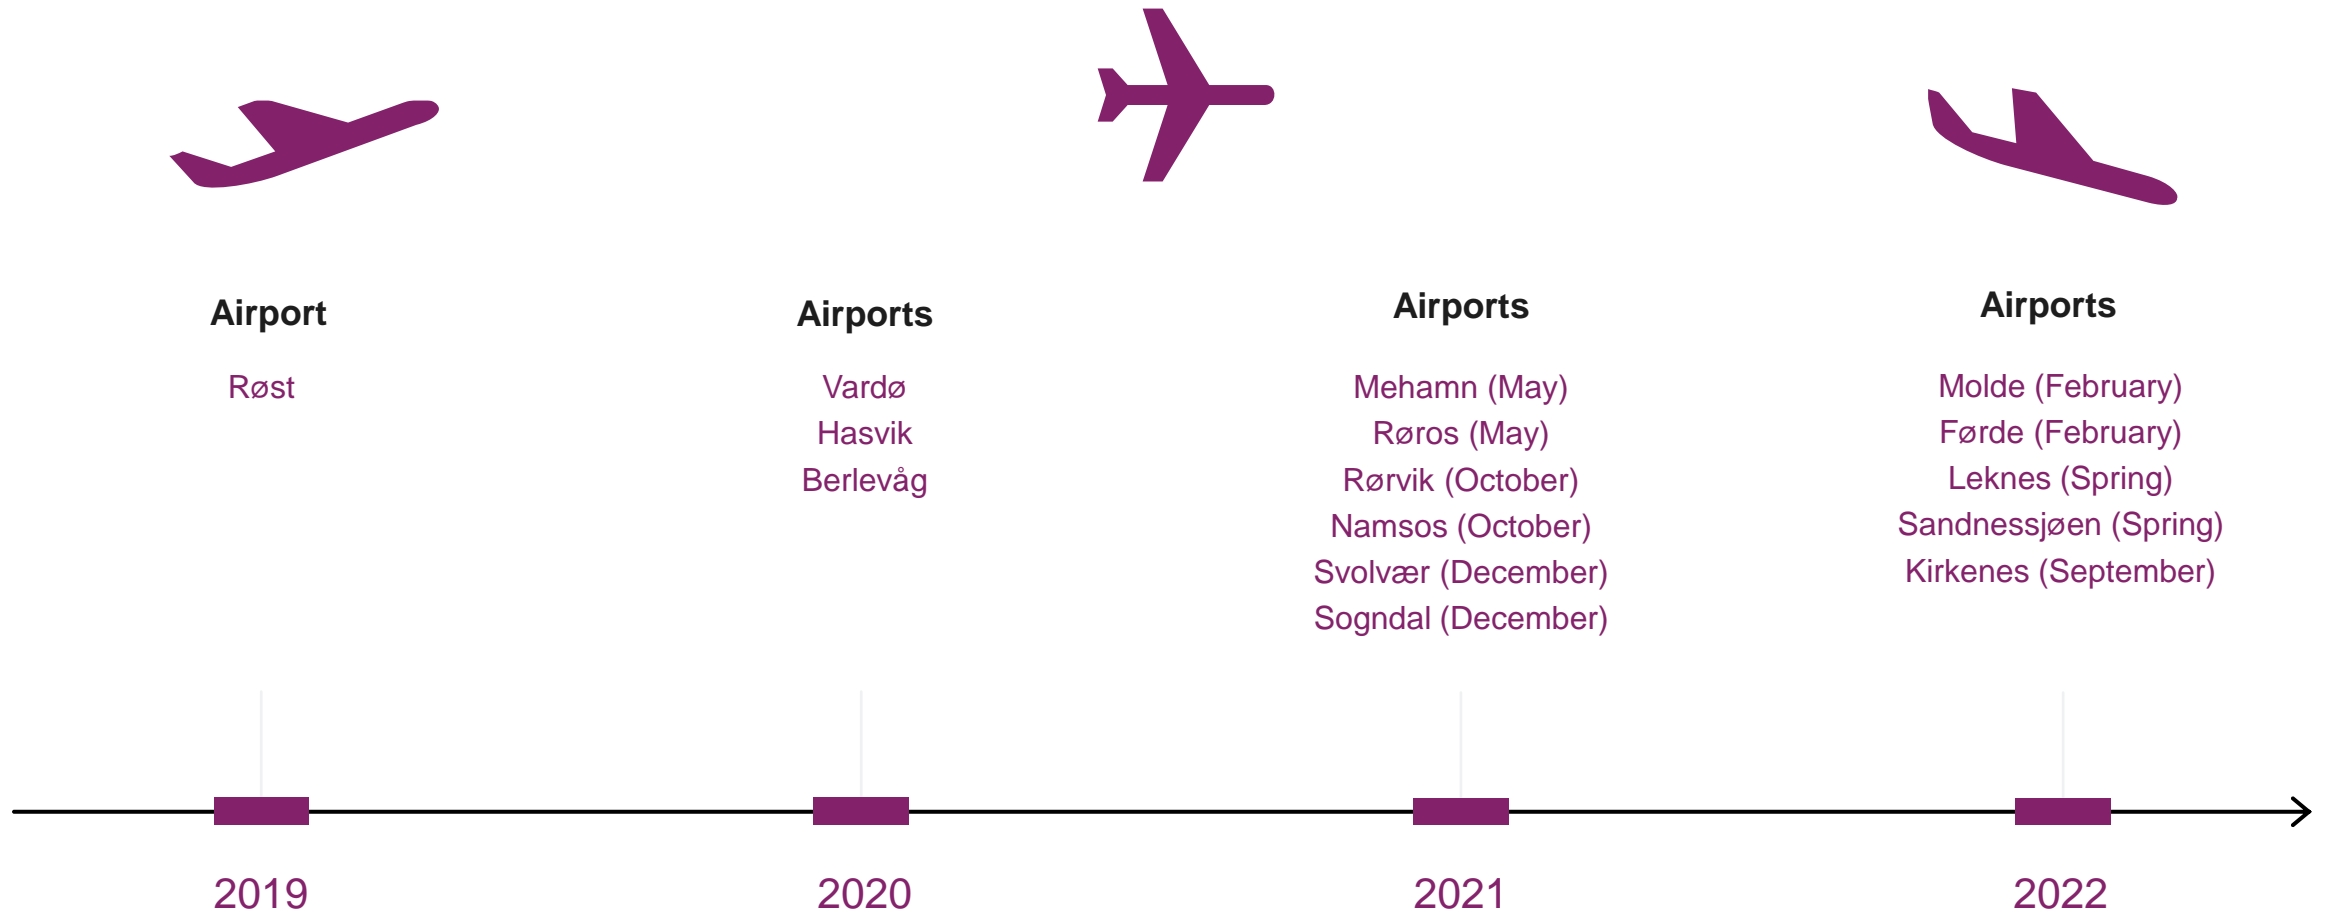 Airport
Røst
Airports
Vardø
Hasvik
Berlevåg
Airports
Mehamn (May)
Røros (May)
Rørvik (October)
Namsos (October)
Svolvær (December)
Sogndal (December)
Airports
Molde (February)
Førde (February)
Leknes (Spring)
Sandnessjøen (Spring)
Kirkenes (September)
2019
2020
2021
2022